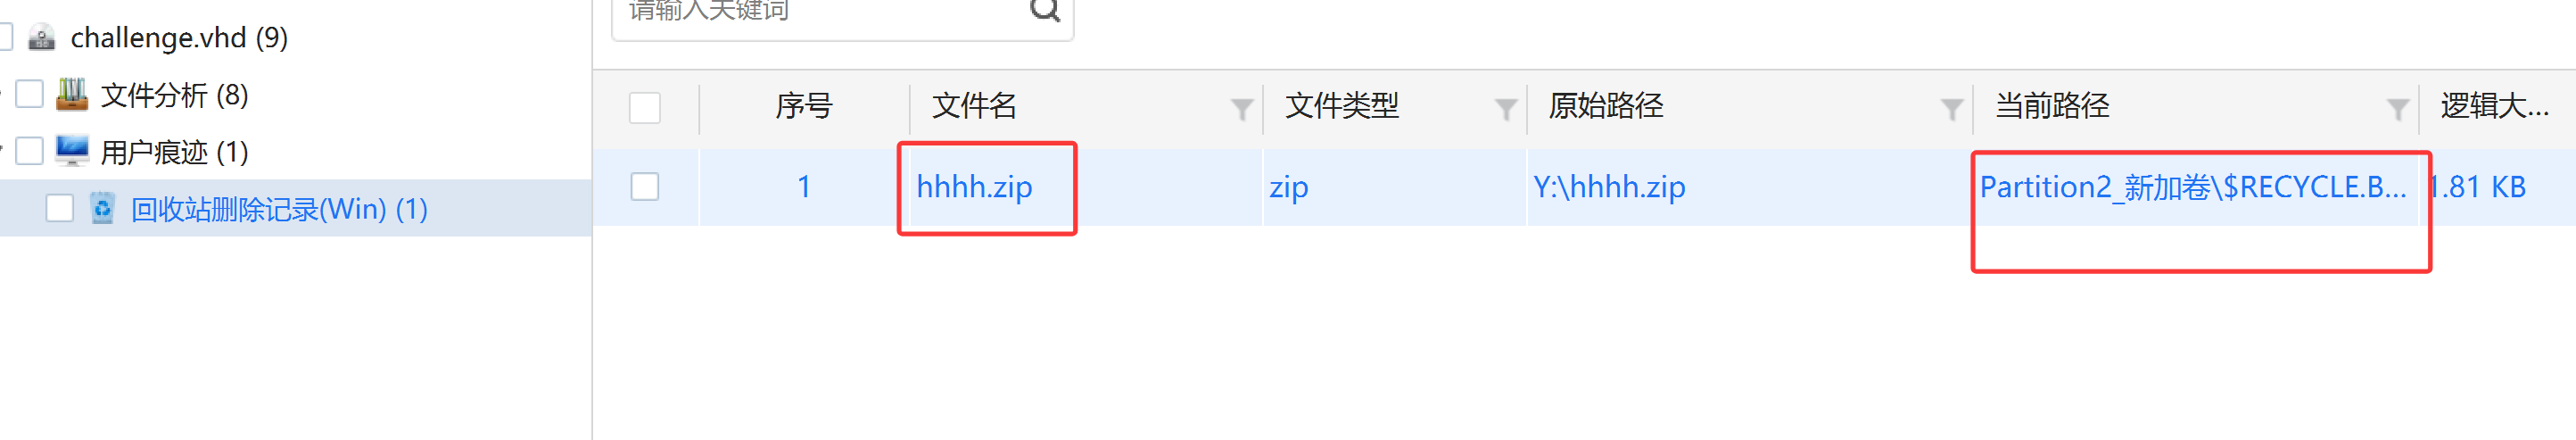 请输入关键词
challenge.vhd (9)
文件分析 (8)
用户痕迹 (1)
回收站删除记录(Win) (1)
序号 文件名 文件类型 原始路径 当前路径 逻辑大...
1 hhhh.zip zip Y:\hhhh.zip Partition2_新加卷\$RECYCLE.B... 1.81 KB